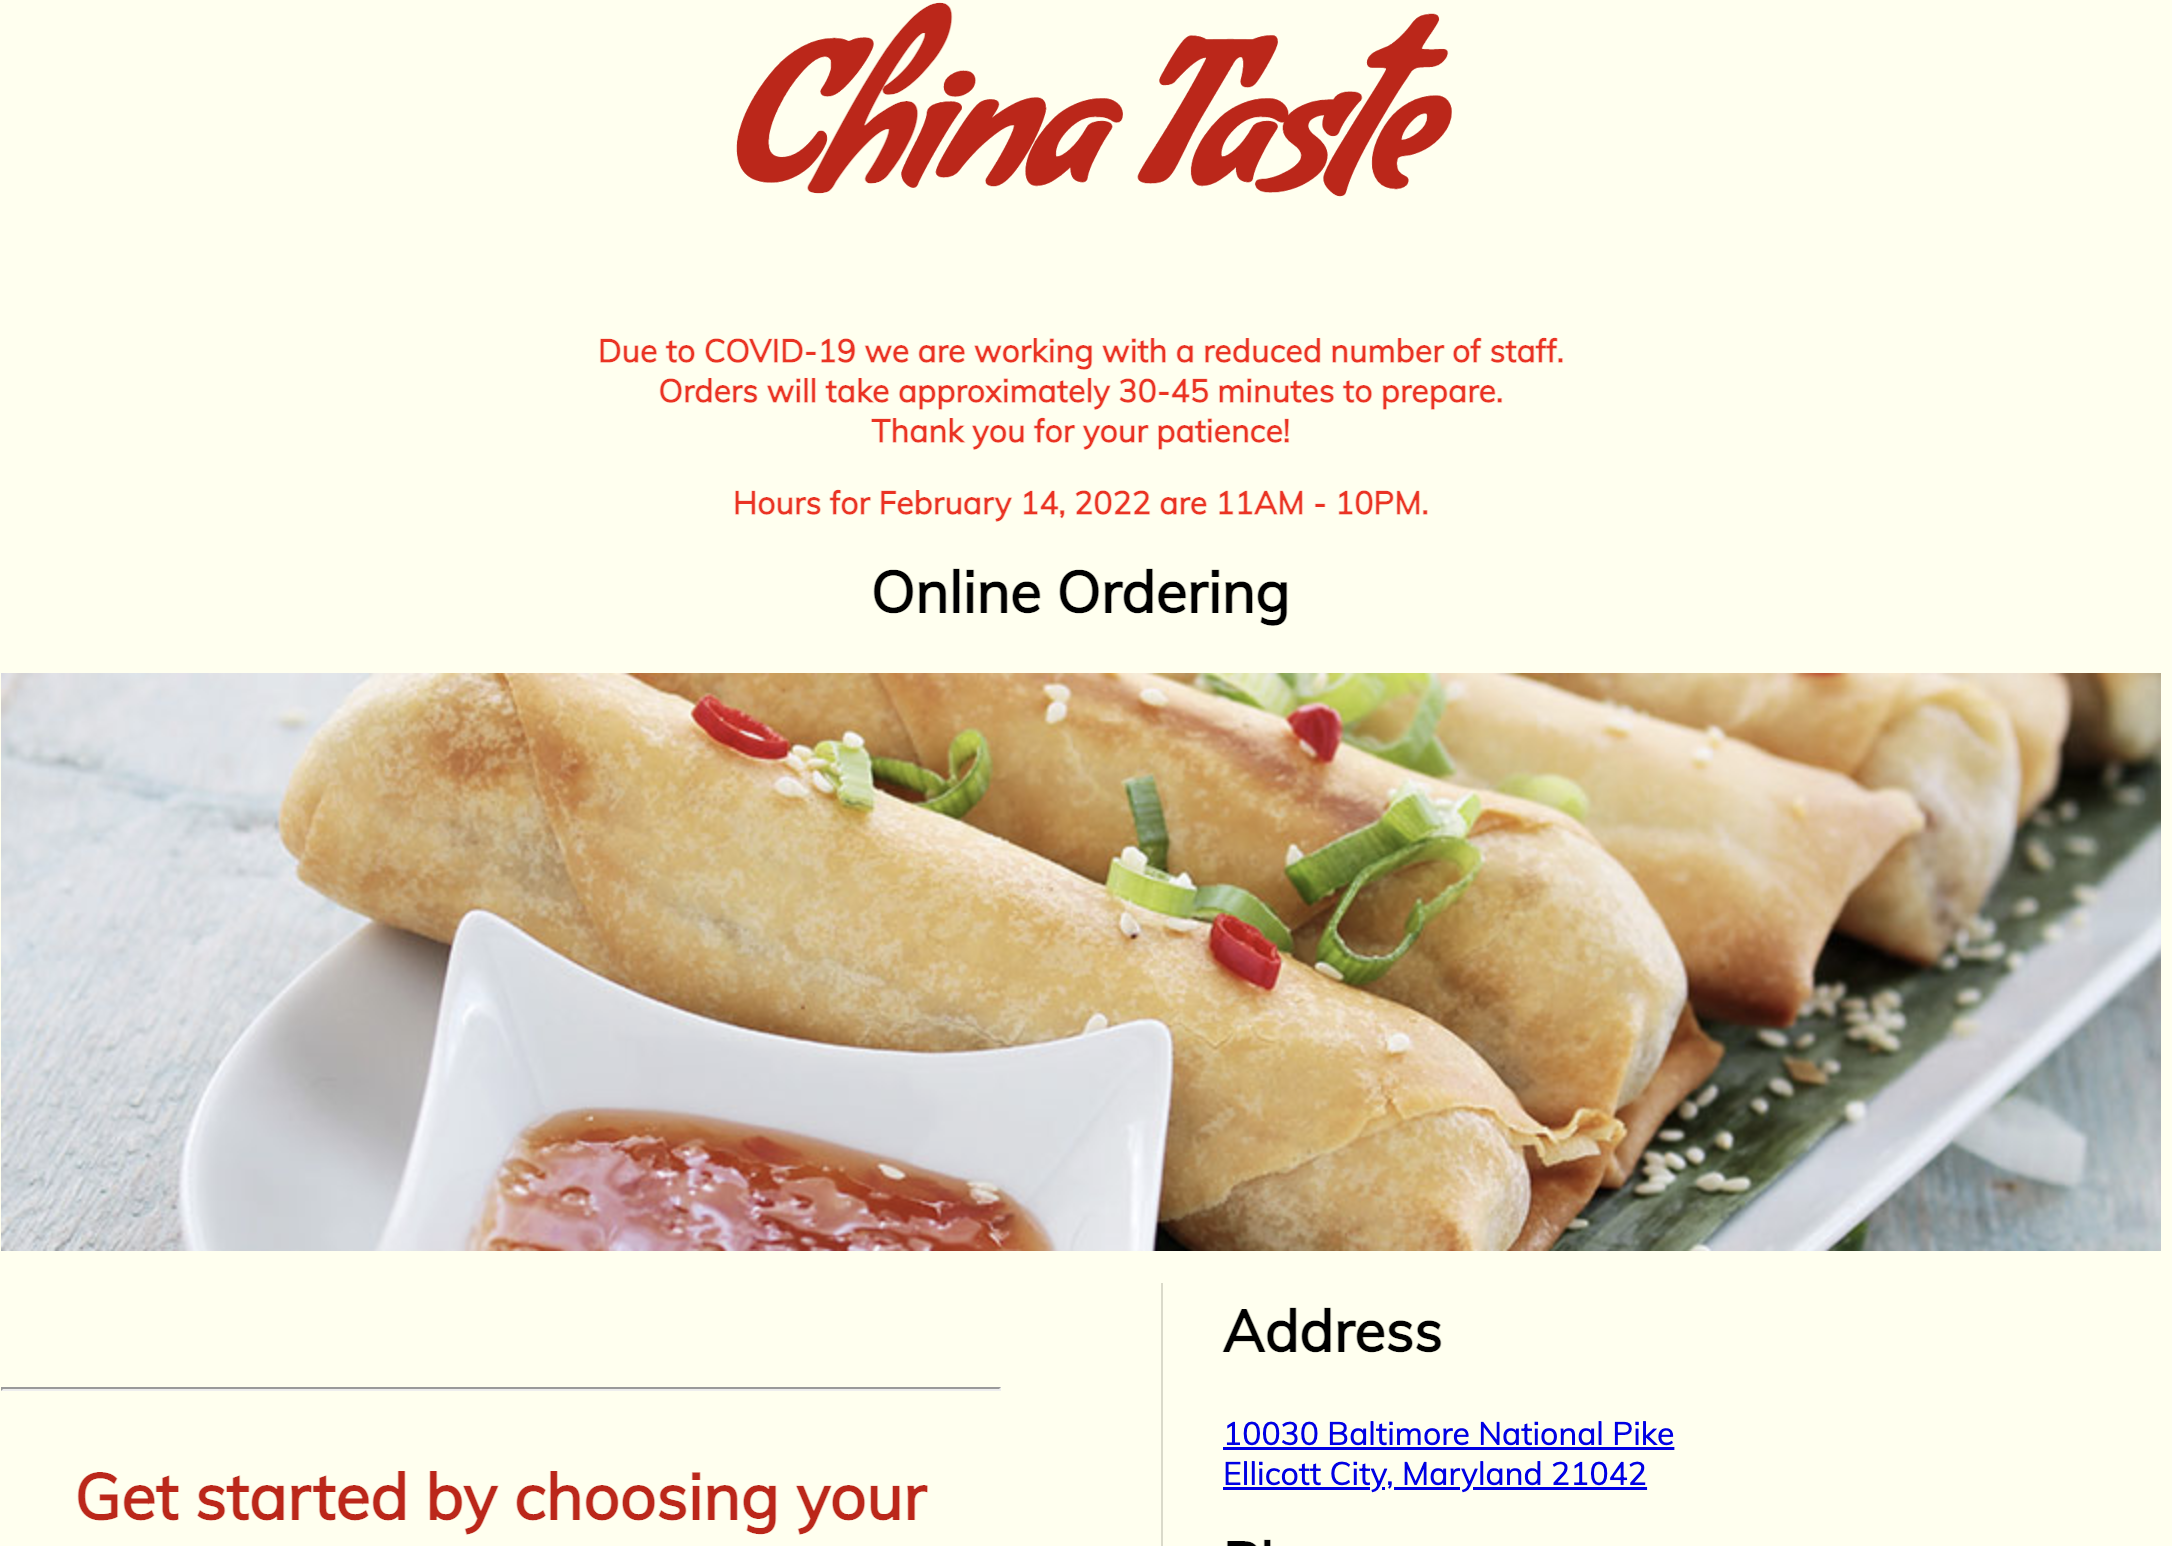 China Taste
Due to COVID-19 we are working with a reduced number of staff.
Orders will take approximately 30-45 minutes to prepare.
Thank you for your patience!
Hours for February 14, 2022 are 11AM - 10PM.
Online Ordering
Get started by choosing your
Address
10030 Baltimore National Pike
Ellicott City, Maryland 21042